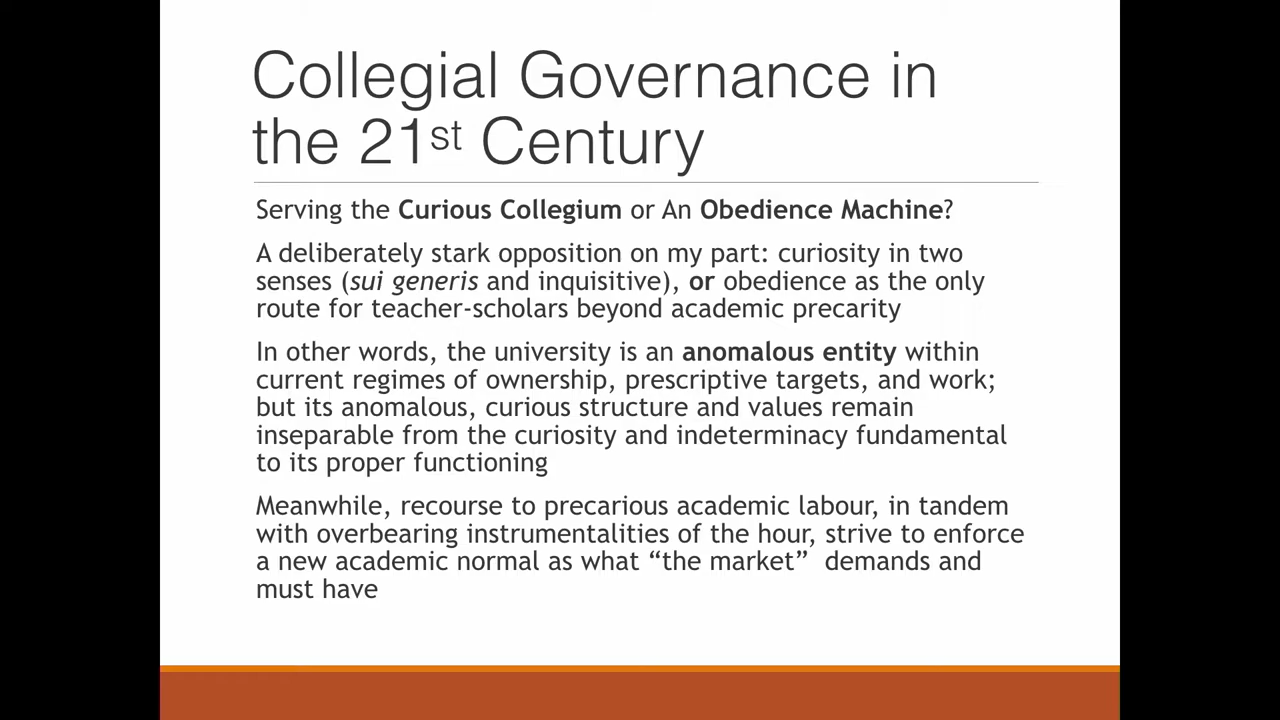 Collegial Governance in
the 21st Century
Serving the Curious Collegium or An Obedience Machine?
A deliberately stark opposition on my part: curiosity in two
senses (sui generis and inquisitive), or obedience as the only
route for teacher-scholars beyond academic precarity
In other words, the university is an anomalous entity within
current regimes of ownership, prescriptive targets, and work;
but its anomalous, curious structure and values remain
inseparable from the curiosity and indeterminacy fundamental
to its proper functioning
Meanwhile, recourse to precarious academic labour, in tandem
with overbearing instrumentalities of the hour, strive to enforce
a new academic normal as what “the market”  demands and
must have